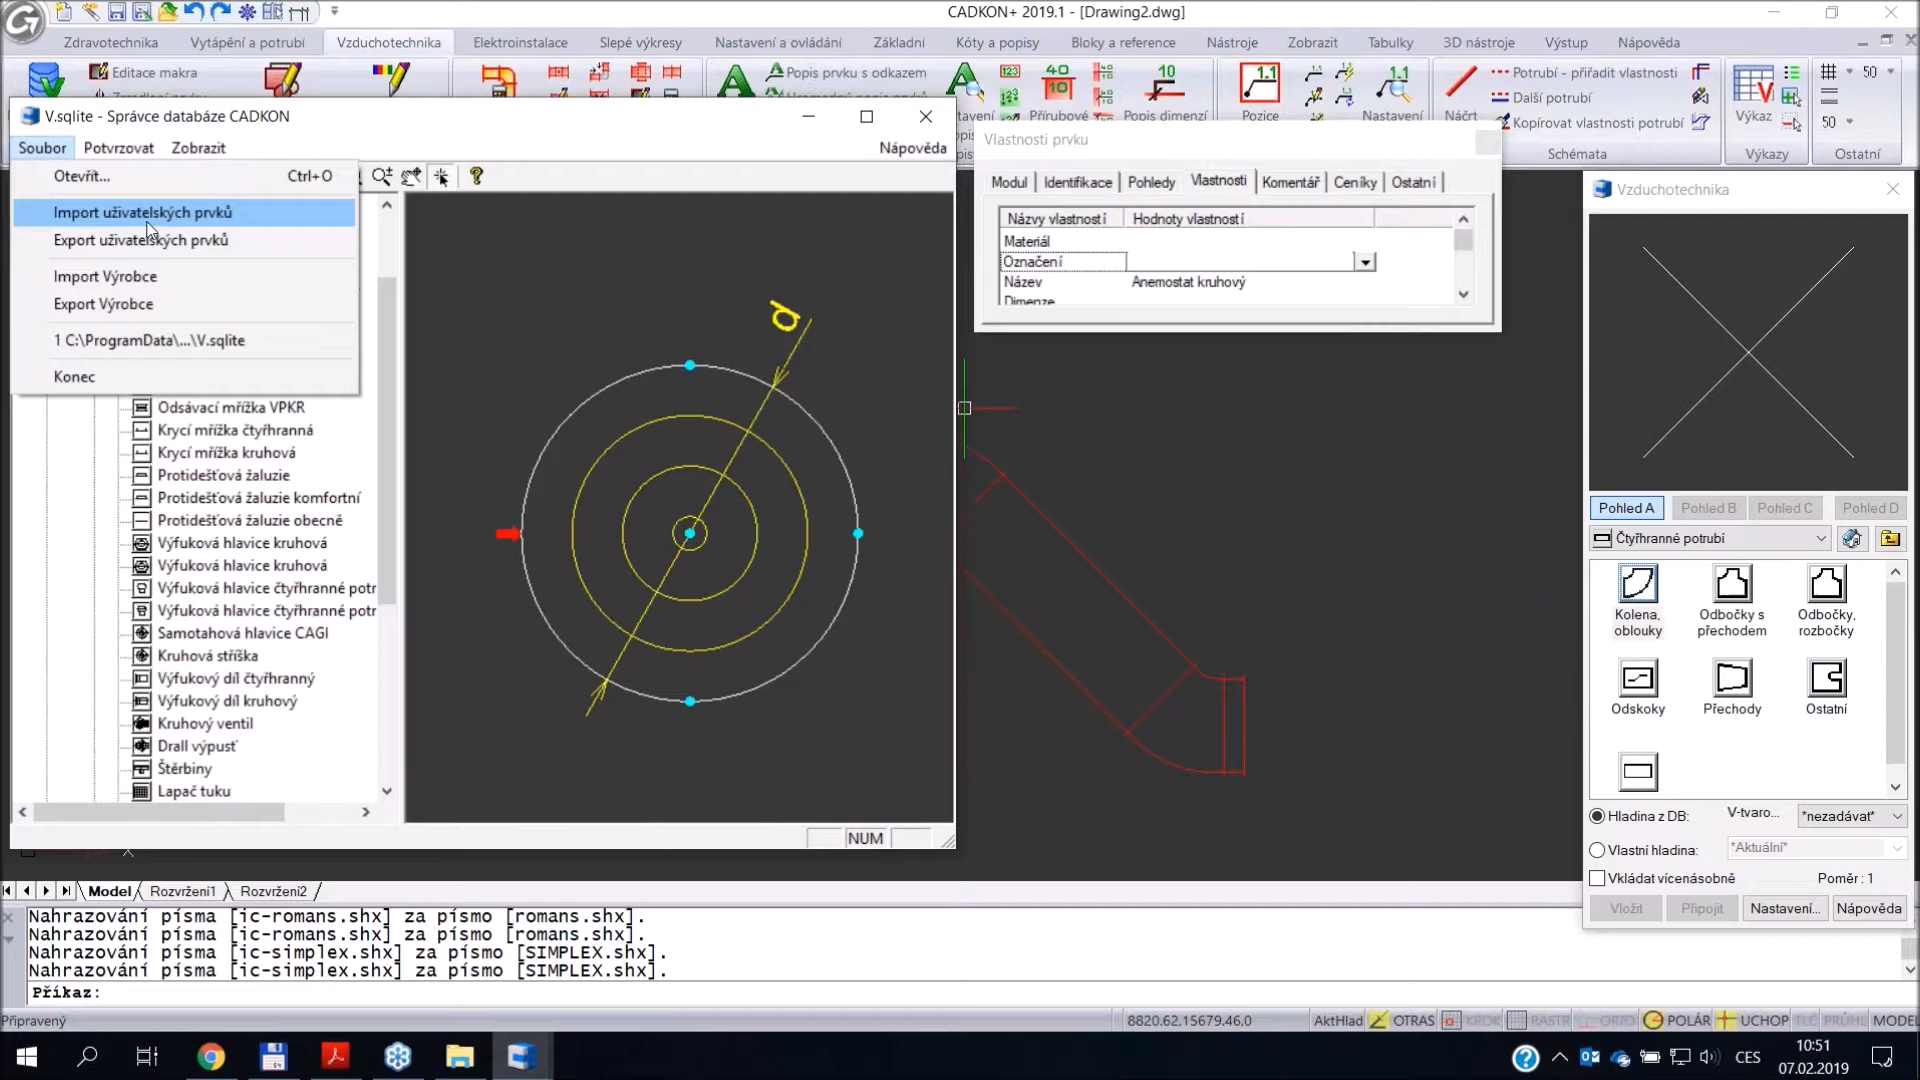 CADKON+ 2019.1 - [Drawing2.dwg]
Zdravotechnika
Vytápění a potrubí
Vzduchotechnika
Elektroinstalace
Slepé výkresy
Nastavení a ovládání
Základní
Kóty a popisy
Bloky a reference
Nástroje
Zobrazit
Tabulky
3D nástroje
Výstup
Nápověda
Editace makra
Popis prvku s odkazem
Přírubové
Popis dimenzí
Pozice
Nastavení
Náčrt
Potrubí - přiřadit vlastnosti
Další potrubí
Kopírovat vlastnosti potrubí
Schémata
Výkaz
Výkazy
50
50
Ostatní
V.sqlite - Správce databáze CADKON
Soubor
Potvrzovat
Zobrazit
Nápověda
Otevřít... Ctrl+O
Import uživatelských prvků
Export uživatelských prvků
Import Výrobce
Export Výrobce
1 C:\ProgramData\...\V.sqlite
Konec
Odsávací mřížka VPKR
Krycí mřížka čtyřhranná
Krycí mřížka kruhová
Protidešťová žaluzie
Protidešťová žaluzie komfortní
Protidešťová žaluzie obecně
Výfuková hlavice kruhová
Výfuková hlavice kruhová
Výfuková hlavice čtyřhranné potr
Výfuková hlavice čtyřhranné potr
Samotahová hlavice CAGI
Kruhová stříška
Výfukový díl čtyřhranný
Výfukový díl kruhový
Kruhový ventil
Drall výpusť
Štěrbiny
Lapač tuku
d
NUM
Vlastnosti prvku
Modul
Identifikace
Pohledy
Vlastnosti
Komentář
Ceníky
Ostatní
Názvy vlastností
Hodnoty vlastností
Materiál
Označení
Název
Anemostat kruhový
Dimenze
Vzduchotechnika
Pohled A
Pohled B
Pohled C
Pohled D
Čtyřhranné potrubí
Kolena, oblouky
Odbočky s přechodem
Odbočky, rozbočky
Odskoky
Přechody
Ostatní
Hladina z DB:
V-tvaro...
*nezadávat*
Vlastní hladina:
*Aktuální*
Vkládat vícenásobně
Poměr : 1
Vložit
Připojit
Nastavení...
Nápověda
Model
Rozvržení1
Rozvržení2
Nahrazování písma [ic-romans.shx] za písmo [romans.shx].
Nahrazování písma [ic-romans.shx] za písmo [romans.shx].
Nahrazování písma [ic-simplex.shx] za písmo [SIMPLEX.shx].
Nahrazování písma [ic-simplex.shx] za písmo [SIMPLEX.shx].
Příkaz:
Připravený
8820.62,15679.46,0
AktHlad
OTRAS
KROK
RASTR
ORTO
POLÁR
UCHOP
MODEL
CES
10:51
07.02.2019